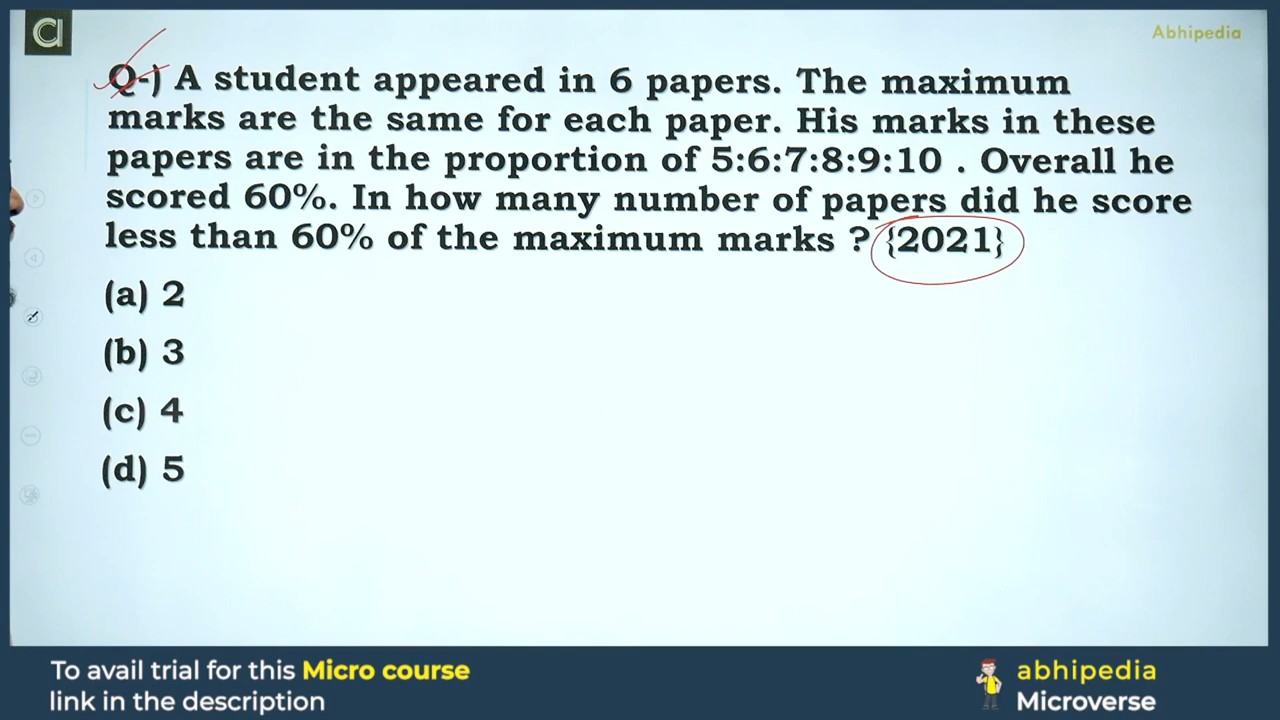 a
Abhipedia
Q-) A student appeared in 6 papers. The maximum
marks are the same for each paper. His marks in these
papers are in the proportion of 5:6:7:8:9:10 . Overall he
scored 60%. In how many number of papers did he score
less than 60% of the maximum marks ? {2021}
(a) 2
(b) 3
(c) 4
(d) 5
To avail trial for this Micro course
link in the description
abhipedia
Microverse